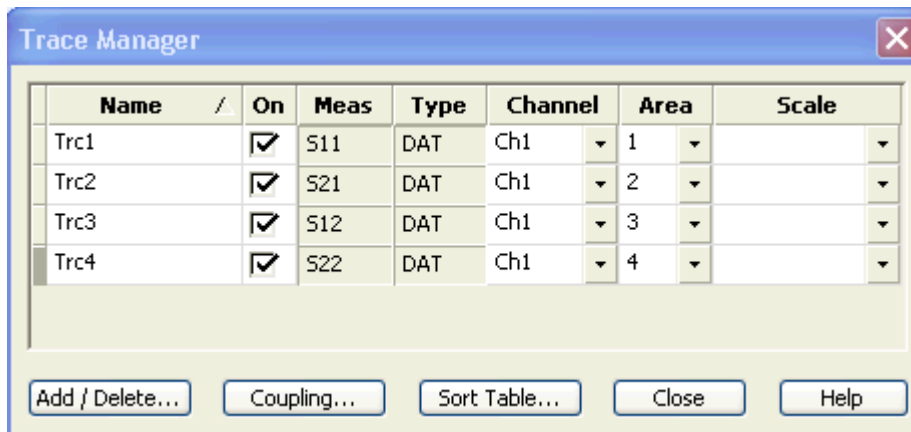 Trace Manager
Name On Meas Type Channel Area Scale
Trc1 S11 DAT Ch1 1
Trc2 S21 DAT Ch1 2
Trc3 S12 DAT Ch1 3
Trc4 S22 DAT Ch1 4
Add / Delete... Coupling... Sort Table... Close Help